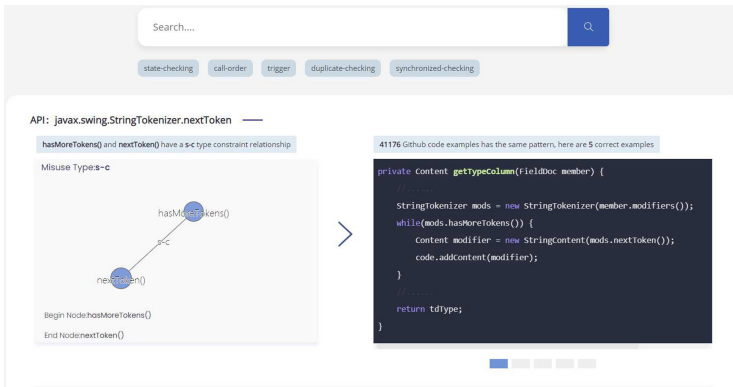 Search....
state-checking call-order trigger duplicate-checking synchronized-checking
API: javax.swing.StringTokenizer.nextToken
hasMoreTokens() and nextToken() have a s-c type constraint relationship
Misuse Type:s-c
hasMoreTokens()
s-c
nextToken()
Begin Node:hasMoreTokens()
End Node:nextToken()
41176 Github code examples has the same pattern, here are 5 correct examples
private Content getTypeColumn(FieldDoc member) {
//......
StringTokenizer mods = new StringTokenizer(member.modifiers());
while(mods.hasMoreTokens()) {
Content modifier = new StringContent(mods.nextToken());
code.addContent(modifier);
}
//......
return tdType;
}